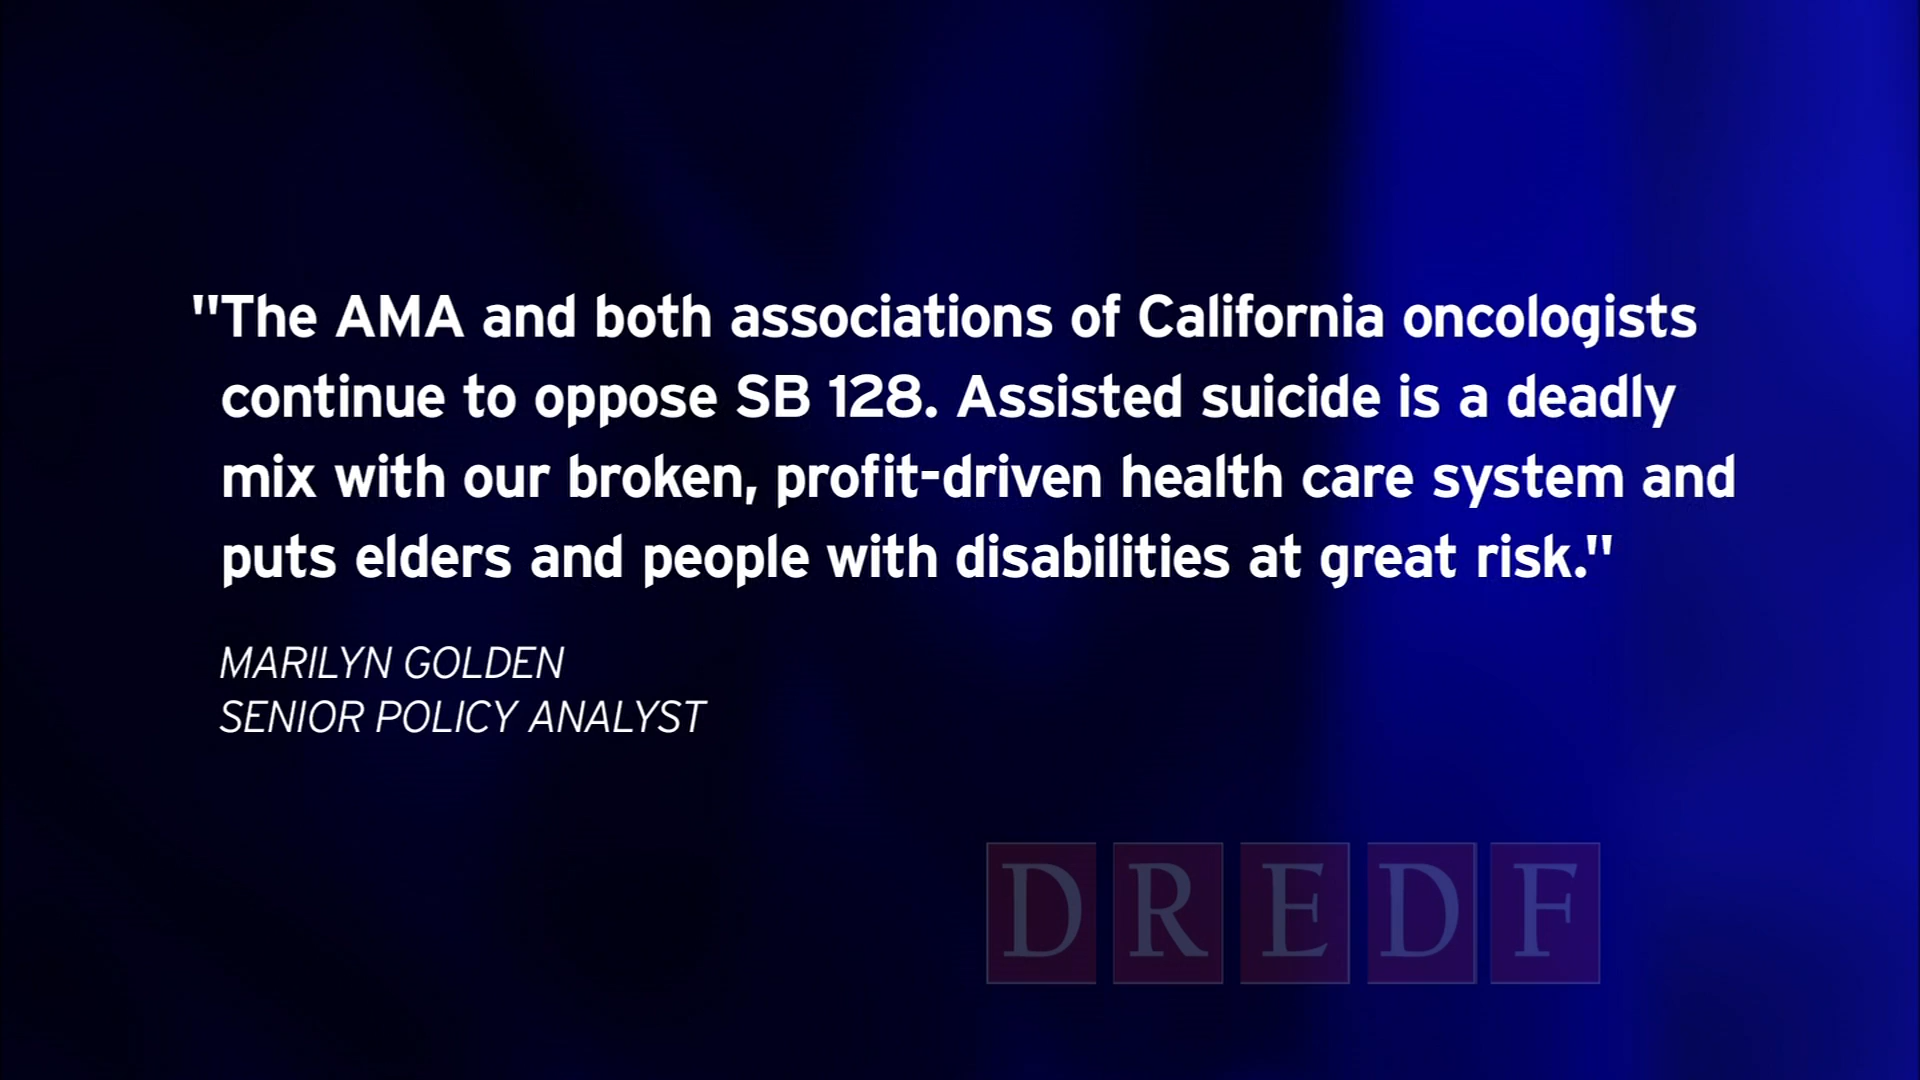 "The AMA and both associations of California oncologists
continue to oppose SB 128. Assisted suicide is a deadly
mix with our broken, profit-driven health care system and
puts elders and people with disabilities at great risk."
MARILYN GOLDEN
SENIOR POLICY ANALYST
DREDF